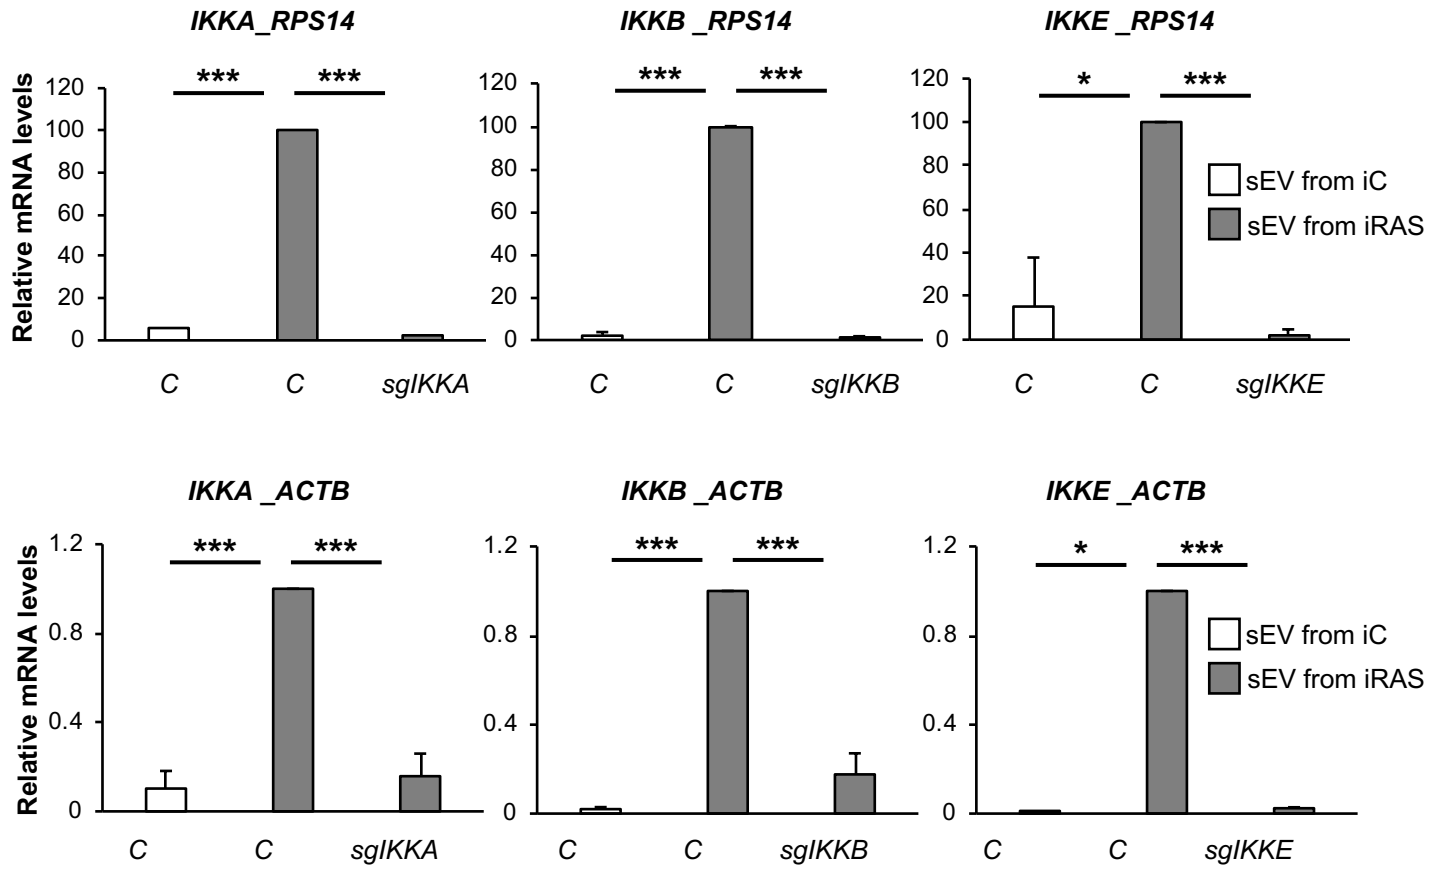 IKKA_RPS14
IKKB _RPS14
IKKE _RPS14
Relative mRNA levels
120
100
80
60
40
20
0
*** ***
C C sgIKKA
120
100
80
60
40
20
0
*** ***
C C sgIKKB
120
100
80
60
40
20
0
* ***
C C sgIKKE
sEV from iC
sEV from iRAS
IKKA _ACTB
IKKB _ACTB
IKKE _ACTB
Relative mRNA levels
1.2
0.8
0.4
0
*** ***
C C sgIKKA
1.2
0.8
0.4
0
*** ***
C C sgIKKB
1.2
0.8
0.4
0
* ***
C C sgIKKE
sEV from iC
sEV from iRAS